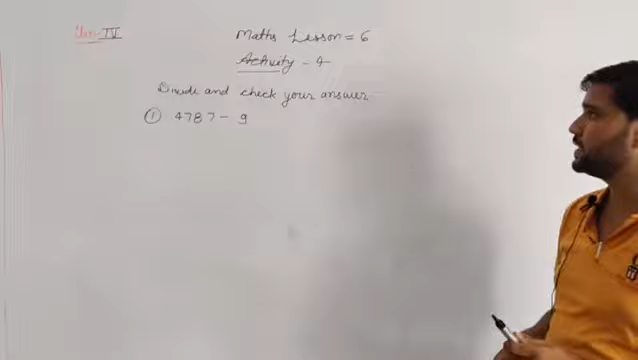 Class IV
Maths Lesson = 6
Activity - 4
Divide and check your answer
① 4787 - 9